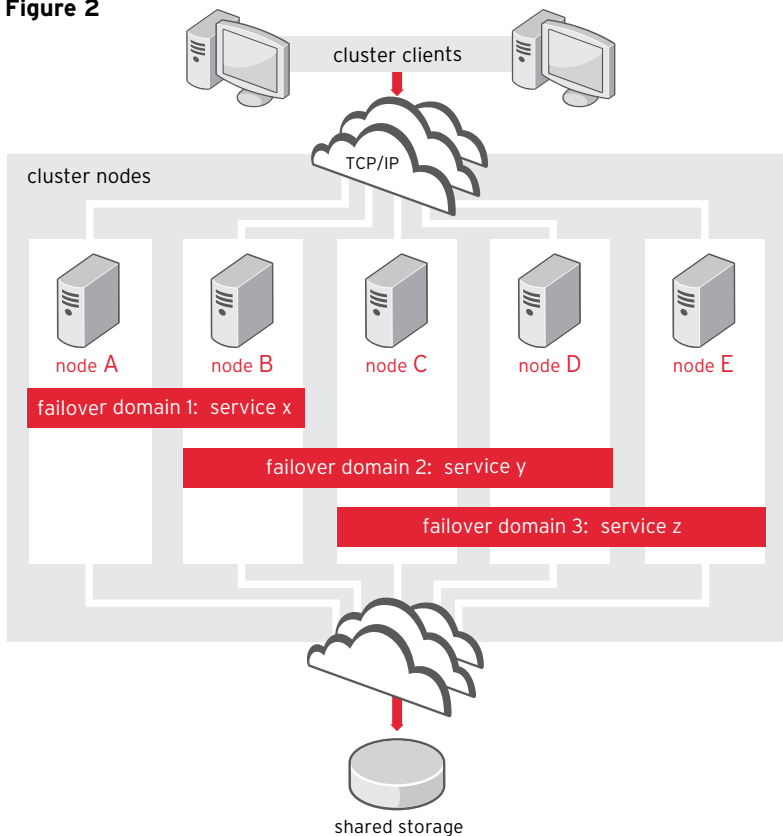 Figure 2
cluster clients
TCP/IP
cluster nodes
node A
node B
node C
node D
node E
failover domain 1: service x
failover domain 2: service y
failover domain 3: service z
shared storage